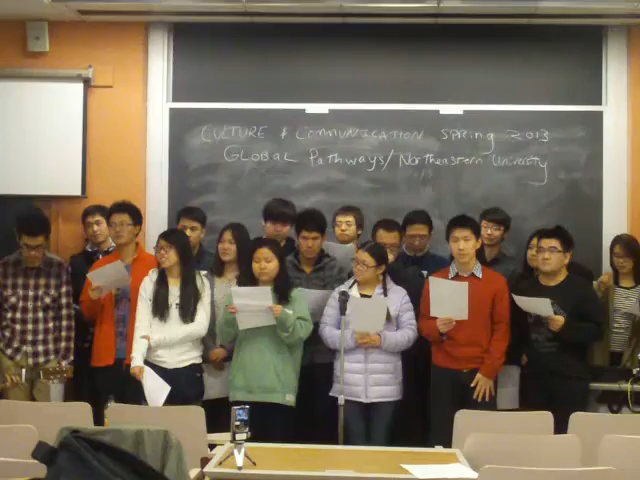 CULTURE & COMMUNICATION SPRing 2013
GLOBAL Pathways/Northeastern University